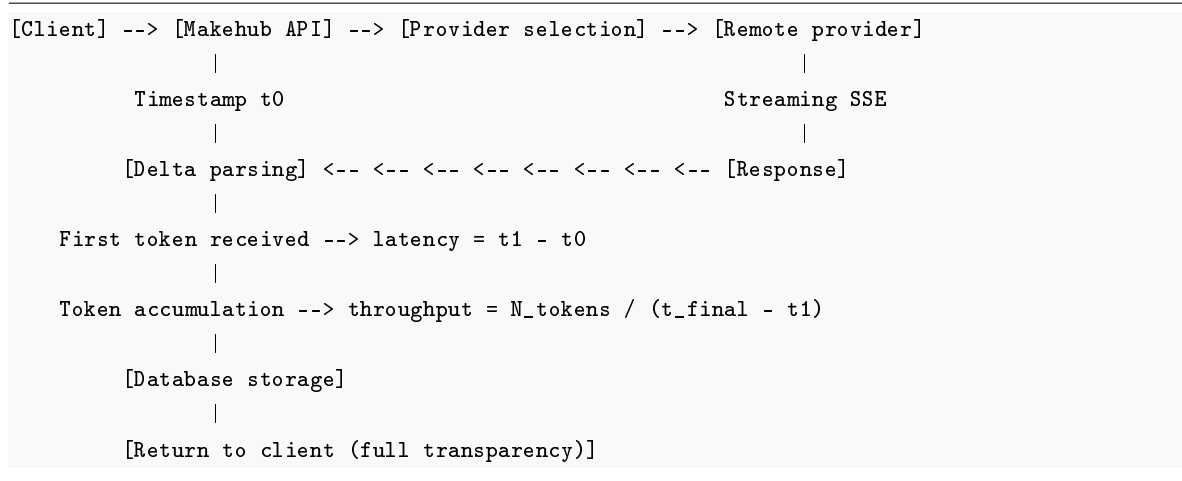 [Client] --> [Makehub API] --> [Provider selection] --> [Remote provider]
| |
Timestamp t0 Streaming SSE
| |
[Delta parsing] <-- <-- <-- <-- <-- <-- <-- <-- [Response]
|
First token received --> latency = t1 - t0
|
Token accumulation --> throughput = N_tokens / (t_final - t1)
|
[Database storage]
|
[Return to client (full transparency)]